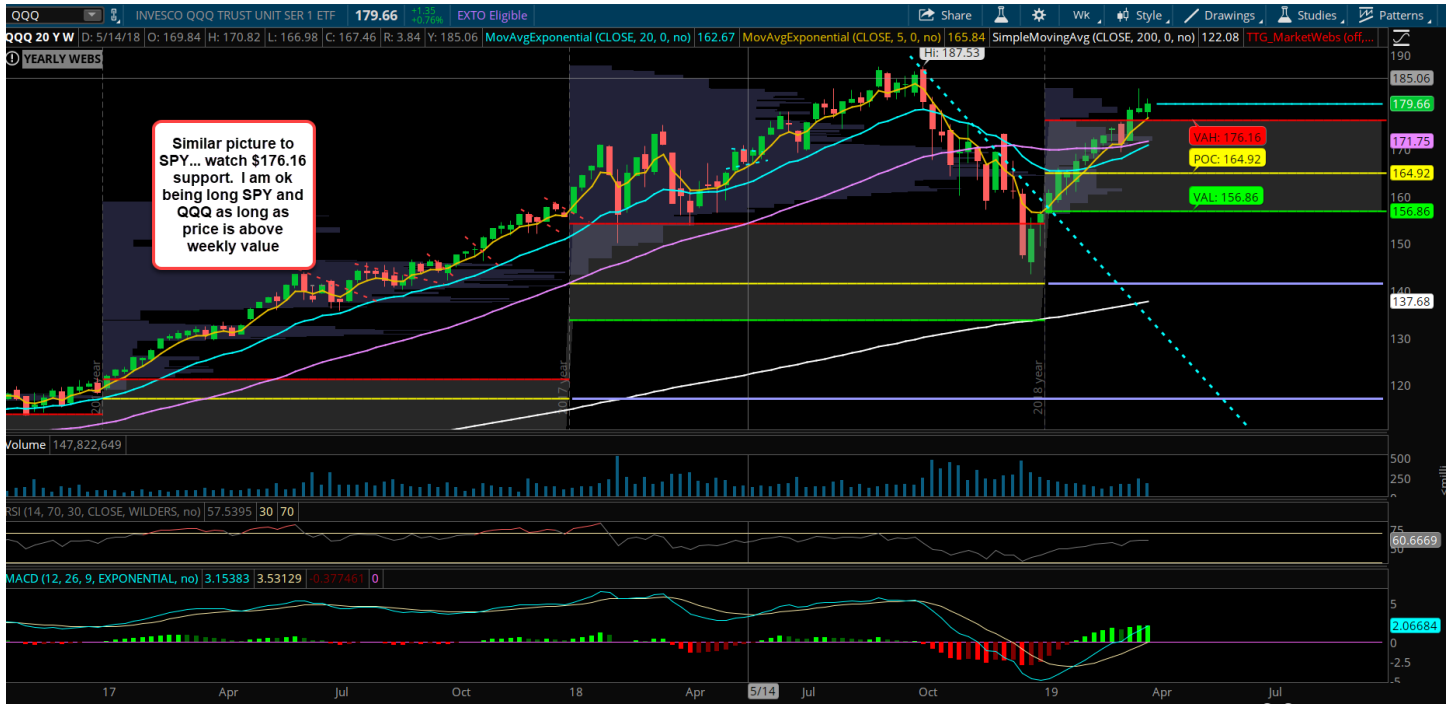 QQQ INVESCO QQQ TRUST UNIT SER 1 ETF 179.66 +1.35 +0.76% EXTO Eligible Share Wk Style Drawings Studies Patterns
QQQ 20 Y W D: 5/14/18 O: 169.84 H: 170.82 L: 166.98 C: 167.46 R: 3.84 Y: 185.06 MovAvgExponential (CLOSE, 20, 0, no) 162.67 MovAvgExponential (CLOSE, 5, 0, no) 165.84 SimpleMovingAvg (CLOSE, 200, 0, no) 122.08 TTG_MarketWebs (off,...
YEARLY WEBS
Hi: 187.53
190
185.06
179.66
171.75
170
164.92
160
156.86
150
140
137.68
130
120
Similar picture to
SPY... watch $176.16
support. I am ok
being long SPY and
QQQ as long as
price is above
weekly value
VAH: 176.16
POC: 164.92
VAL: 156.86
2017 year
2018 year
Volume 147,822,649
500
250
0
RSI (14, 70, 30, CLOSE, WILDERS, no) 57.5395 30 70
75
60.6669
50
MACD (12, 26, 9, EXPONENTIAL, no) 3.15383 3.53129 -0.377461 0
5
2.06684
0
-2.5
-5
17 Apr Jul Oct 18 Apr 5/14 Jul Oct 19 Apr Jul